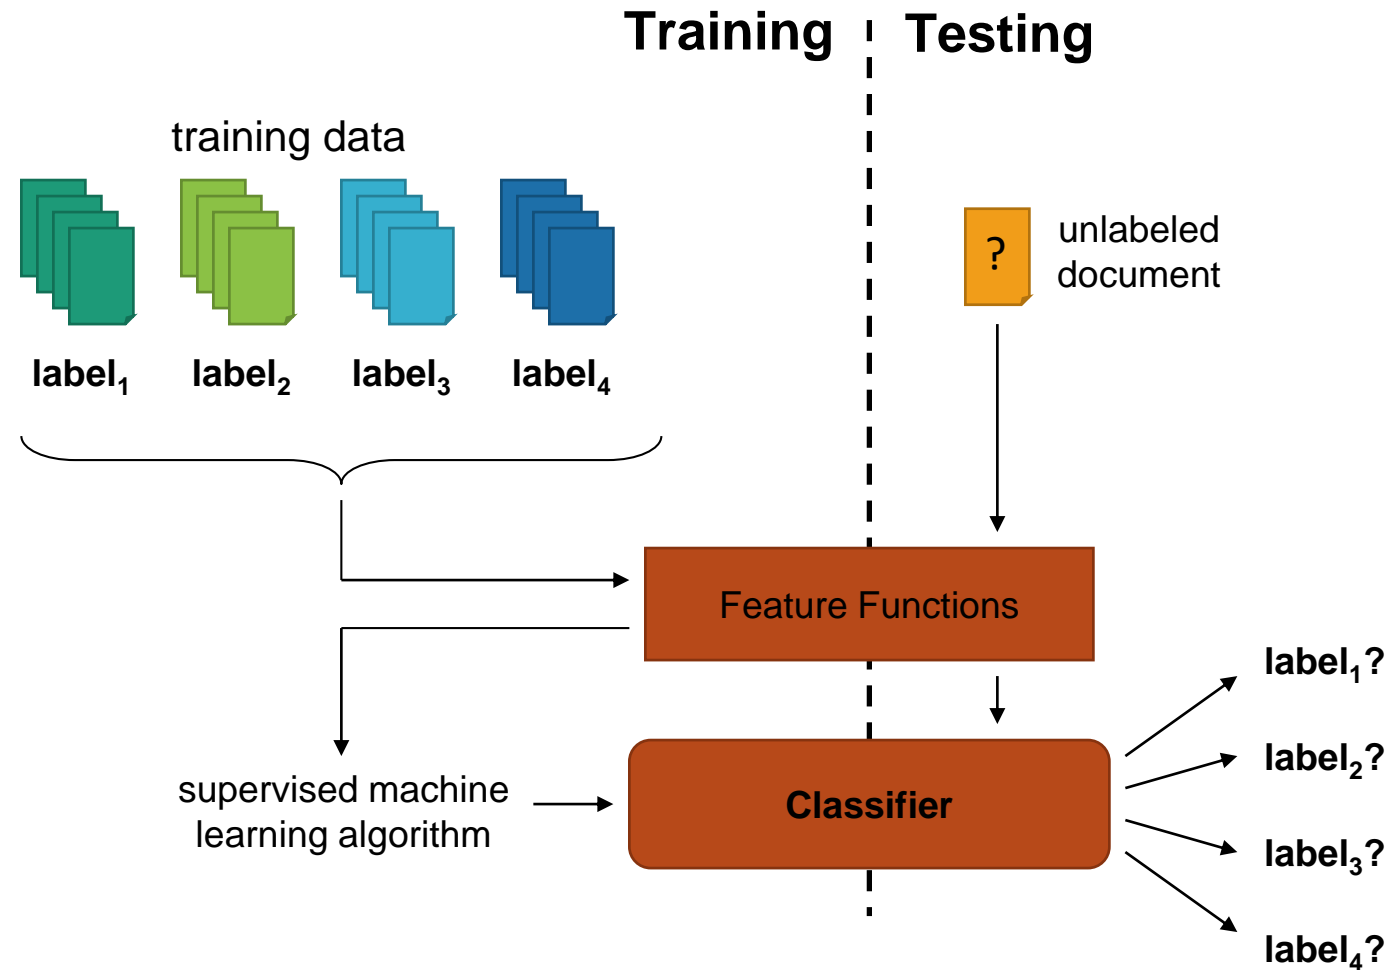 Training
Testing
training data
label₁
label₂
label₃
label₄
?
unlabeled
document
Feature Functions
supervised machine
learning algorithm
Classifier
label₁?
label₂?
label₃?
label₄?